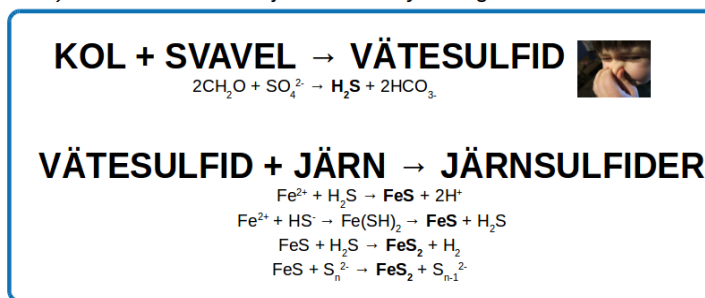 KOL + SVAVEL → VÄTESULFID
2CH₂O + SO₄²⁻ → H₂S + 2HCO₃₋
VÄTESULFID + JÄRN → JÄRNSULFIDER
Fe²⁺ + H₂S → FeS + 2H⁺
Fe²⁺ + HS⁻ → Fe(SH)₂ → FeS + H₂S
FeS + H₂S → FeS₂ + H₂
FeS + Sₙ²⁻ → FeS₂ + Sₙ₋₁²⁻